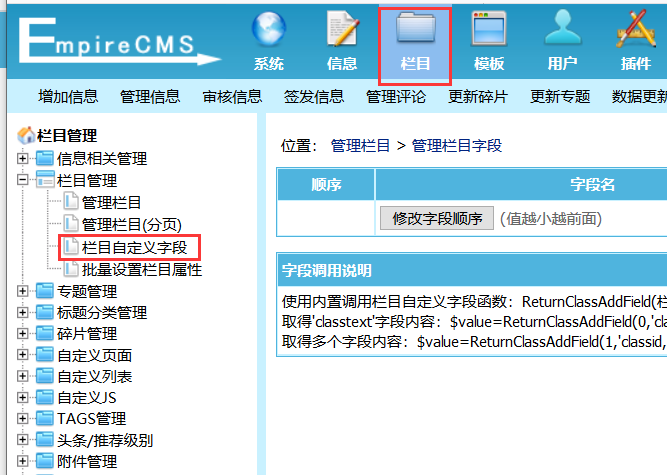 EmpireCMS
系统 信息 栏目 模板 用户 插件
增加信息 管理信息 审核信息 签发信息 管理评论 更新碎片 更新专题 数据更新
栏目管理
信息相关管理
栏目管理
管理栏目
管理栏目(分页)
栏目自定义字段
批量设置栏目属性
专题管理
标题分类管理
碎片管理
自定义页面
自定义列表
自定义JS
TAGS管理
头条/推荐级别
附件管理
位置： 管理栏目 > 管理栏目字段
顺序 字段名
修改字段顺序 (值越小越前面)
字段调用说明
使用内置调用栏目自定义字段函数：ReturnClassAddField(栏
取得'classtext'字段内容：$value=ReturnClassAddField(0,'cla
取得多个字段内容：$value=ReturnClassAddField(1,'classid,